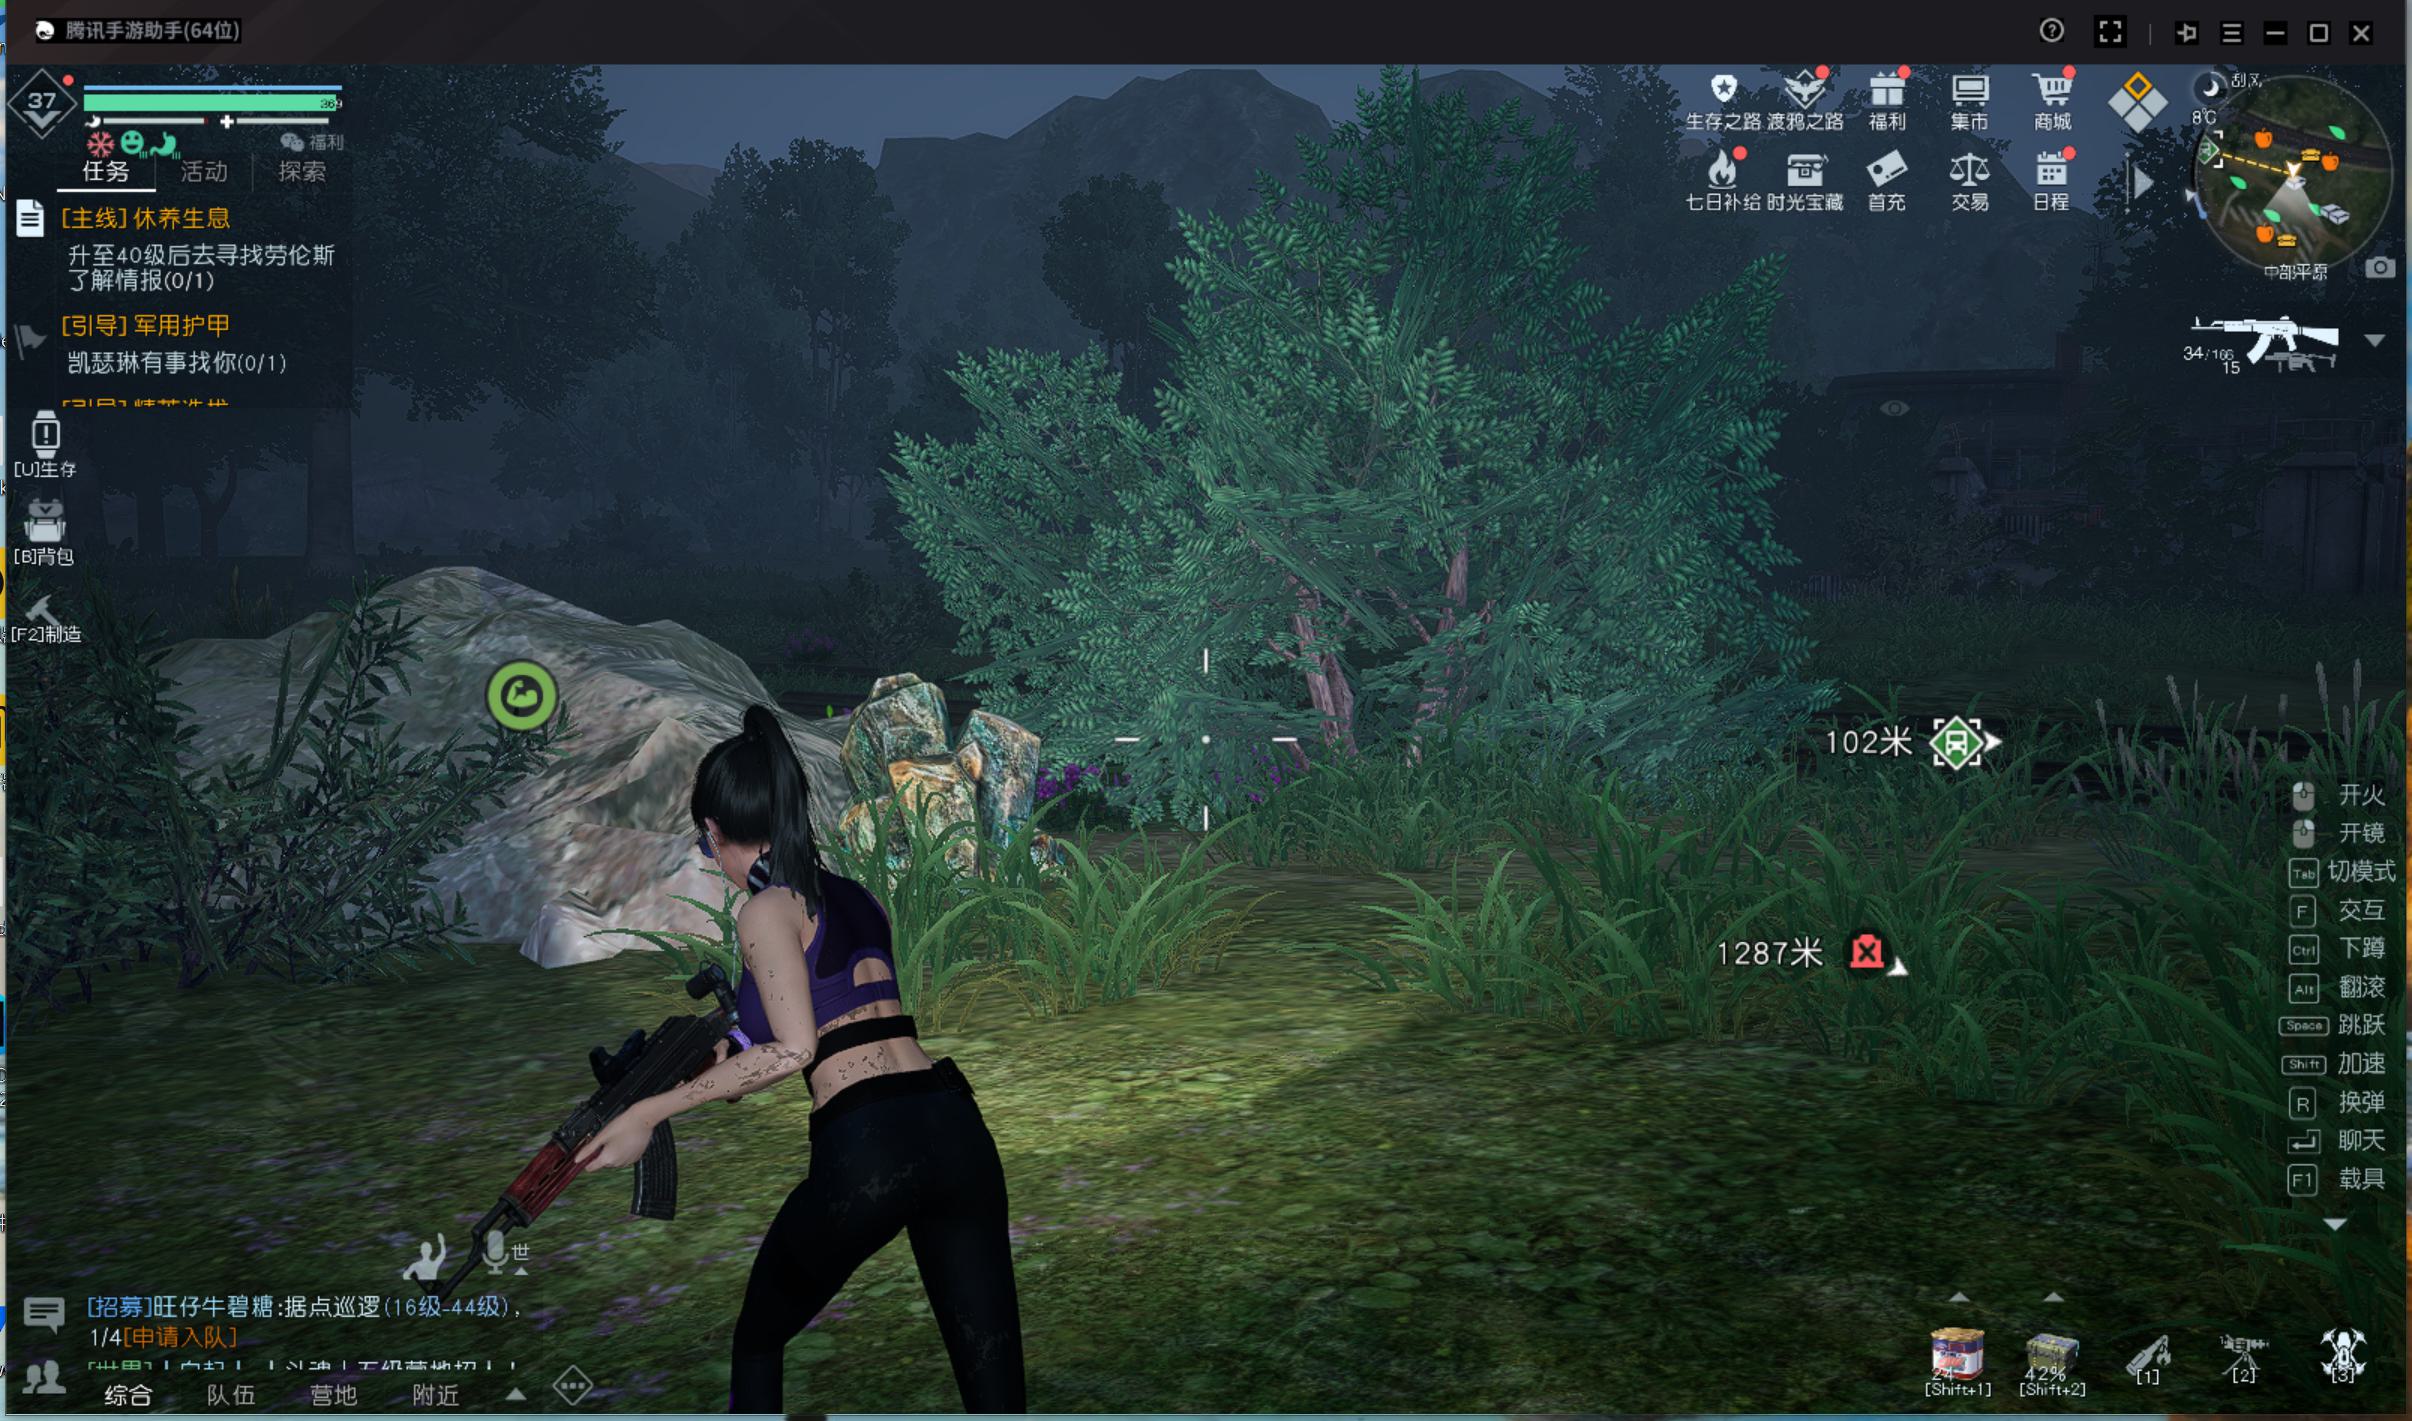 腾讯手游助手(64位)
37
369
福利
任务
活动
探索
[主线] 休养生息
升至40级后去寻找劳伦斯
了解情报(0/1)
[引导] 军用护甲
凯瑟琳有事找你(0/1)
[U]生存
[B]背包
[F2]制造
生存之路
渡鸦之路
福利
集市
商城
七日补给
时光宝藏
首充
交易
日程
刮风
8℃
中部平原
34/166
15
102米
1287米
开火
开镜
Tab 切模式
F 交互
Ctrl 下蹲
Alt 翻滚
Space 跳跃
Shift 加速
R 换弹
聊天
F1 载具
世
[招募]旺仔牛碧糖:据点巡逻(16级-44级),
1/4[申请入队]
综合
队伍
营地
附近
24
[Shift+1]
42%
[Shift+2]
[1]
[2]
[3]